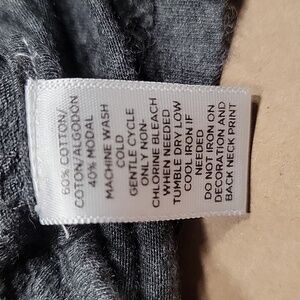 60% COTTON/
COTON/ALGODON
40% MODAL
MACHINE WASH
COLD
GENTLE CYCLE
ONLY NON-
CHLORINE BLEACH
WHEN NEEDED
TUMBLE DRY LOW
COOL IRON IF
NEEDED
DO NOT IRON ON
DECORATION AND
BACK NECK PRINT